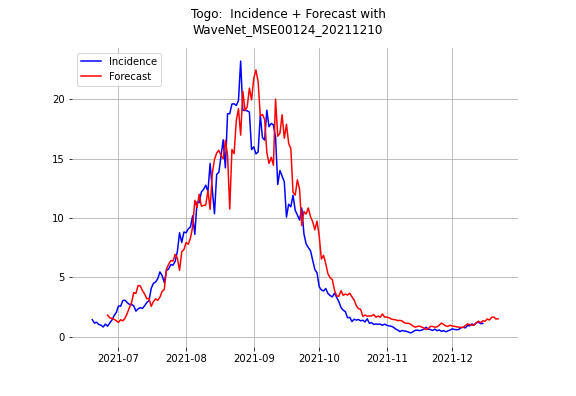 Togo:  Incidence + Forecast with
WaveNet_MSE00124_20211210
Incidence
Forecast
20
15
10
5
0
2021-07
2021-08
2021-09
2021-10
2021-11
2021-12